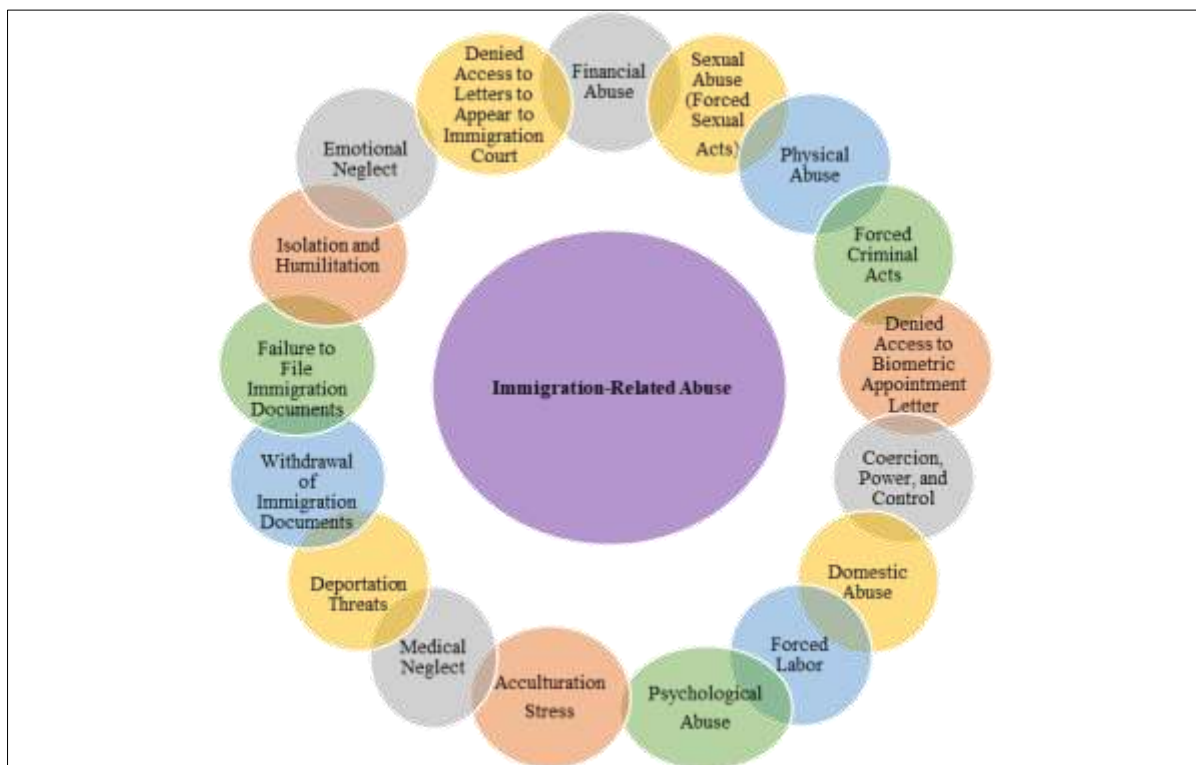 Financial
Abuse
Sexual
Abuse
(Forced
Sexual
Acts)
Physical
Abuse
Forced
Criminal
Acts
Denied
Access to
Biometric
Appointment
Letter
Coercion,
Power, and
Control
Domestic
Abuse
Forced
Labor
Psychological
Abuse
Acculturation
Stress
Medical
Neglect
Deportation
Threats
Withdrawal
of
Immigration
Documents
Failure to
File
Immigration
Documents
Isolation and
Humilitation
Emotional
Neglect
Denied
Access to
Letters to
Appear to
Immigration
Court
Immigration-Related Abuse